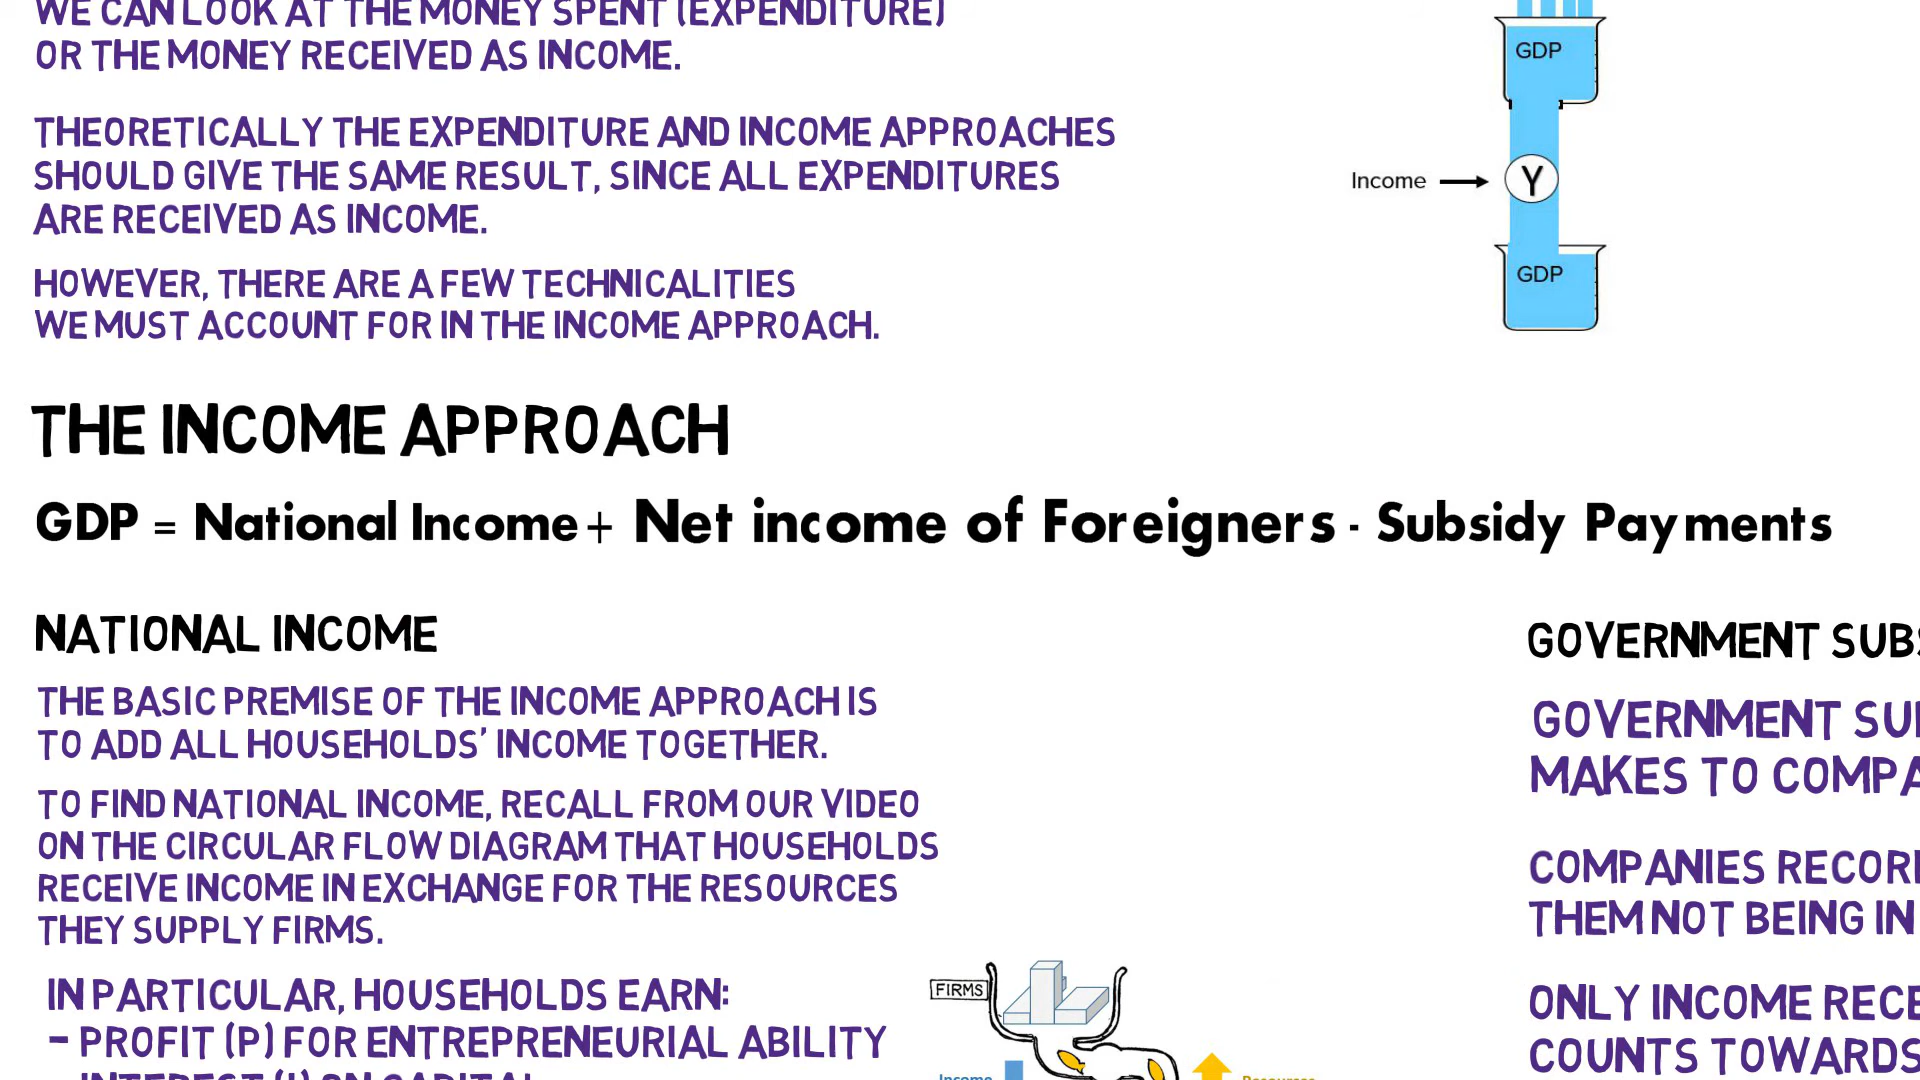 WE CAN LOOK AT THE MONEY SPENT (EXPENDITURE)
OR THE MONEY RECEIVED AS INCOME.
THEORETICALLY THE EXPENDITURE AND INCOME APPROACHES
SHOULD GIVE THE SAME RESULT, SINCE ALL EXPENDITURES
ARE RECEIVED AS INCOME.
HOWEVER, THERE ARE A FEW TECHNICALITIES
WE MUST ACCOUNT FOR IN THE INCOME APPROACH.
GDP
Income
Y
GDP
THE INCOME APPROACH
GDP = National Income + Net income of Foreigners - Subsidy Payments
NATIONAL INCOME
THE BASIC PREMISE OF THE INCOME APPROACH IS
TO ADD ALL HOUSEHOLDS' INCOME TOGETHER.
TO FIND NATIONAL INCOME, RECALL FROM OUR VIDEO
ON THE CIRCULAR FLOW DIAGRAM THAT HOUSEHOLDS
RECEIVE INCOME IN EXCHANGE FOR THE RESOURCES
THEY SUPPLY FIRMS.
IN PARTICULAR, HOUSEHOLDS EARN:
- PROFIT (P) FOR ENTREPRENEURIAL ABILITY
- INTEREST (I) ON CAPITAL
FIRMS
Income
Resources
GOVERNMENT
GOVERNMENT
MAKES TO
COMPANIES
THEM NOT BEING IN
ONLY INCOME
COUNTS TOWARDS